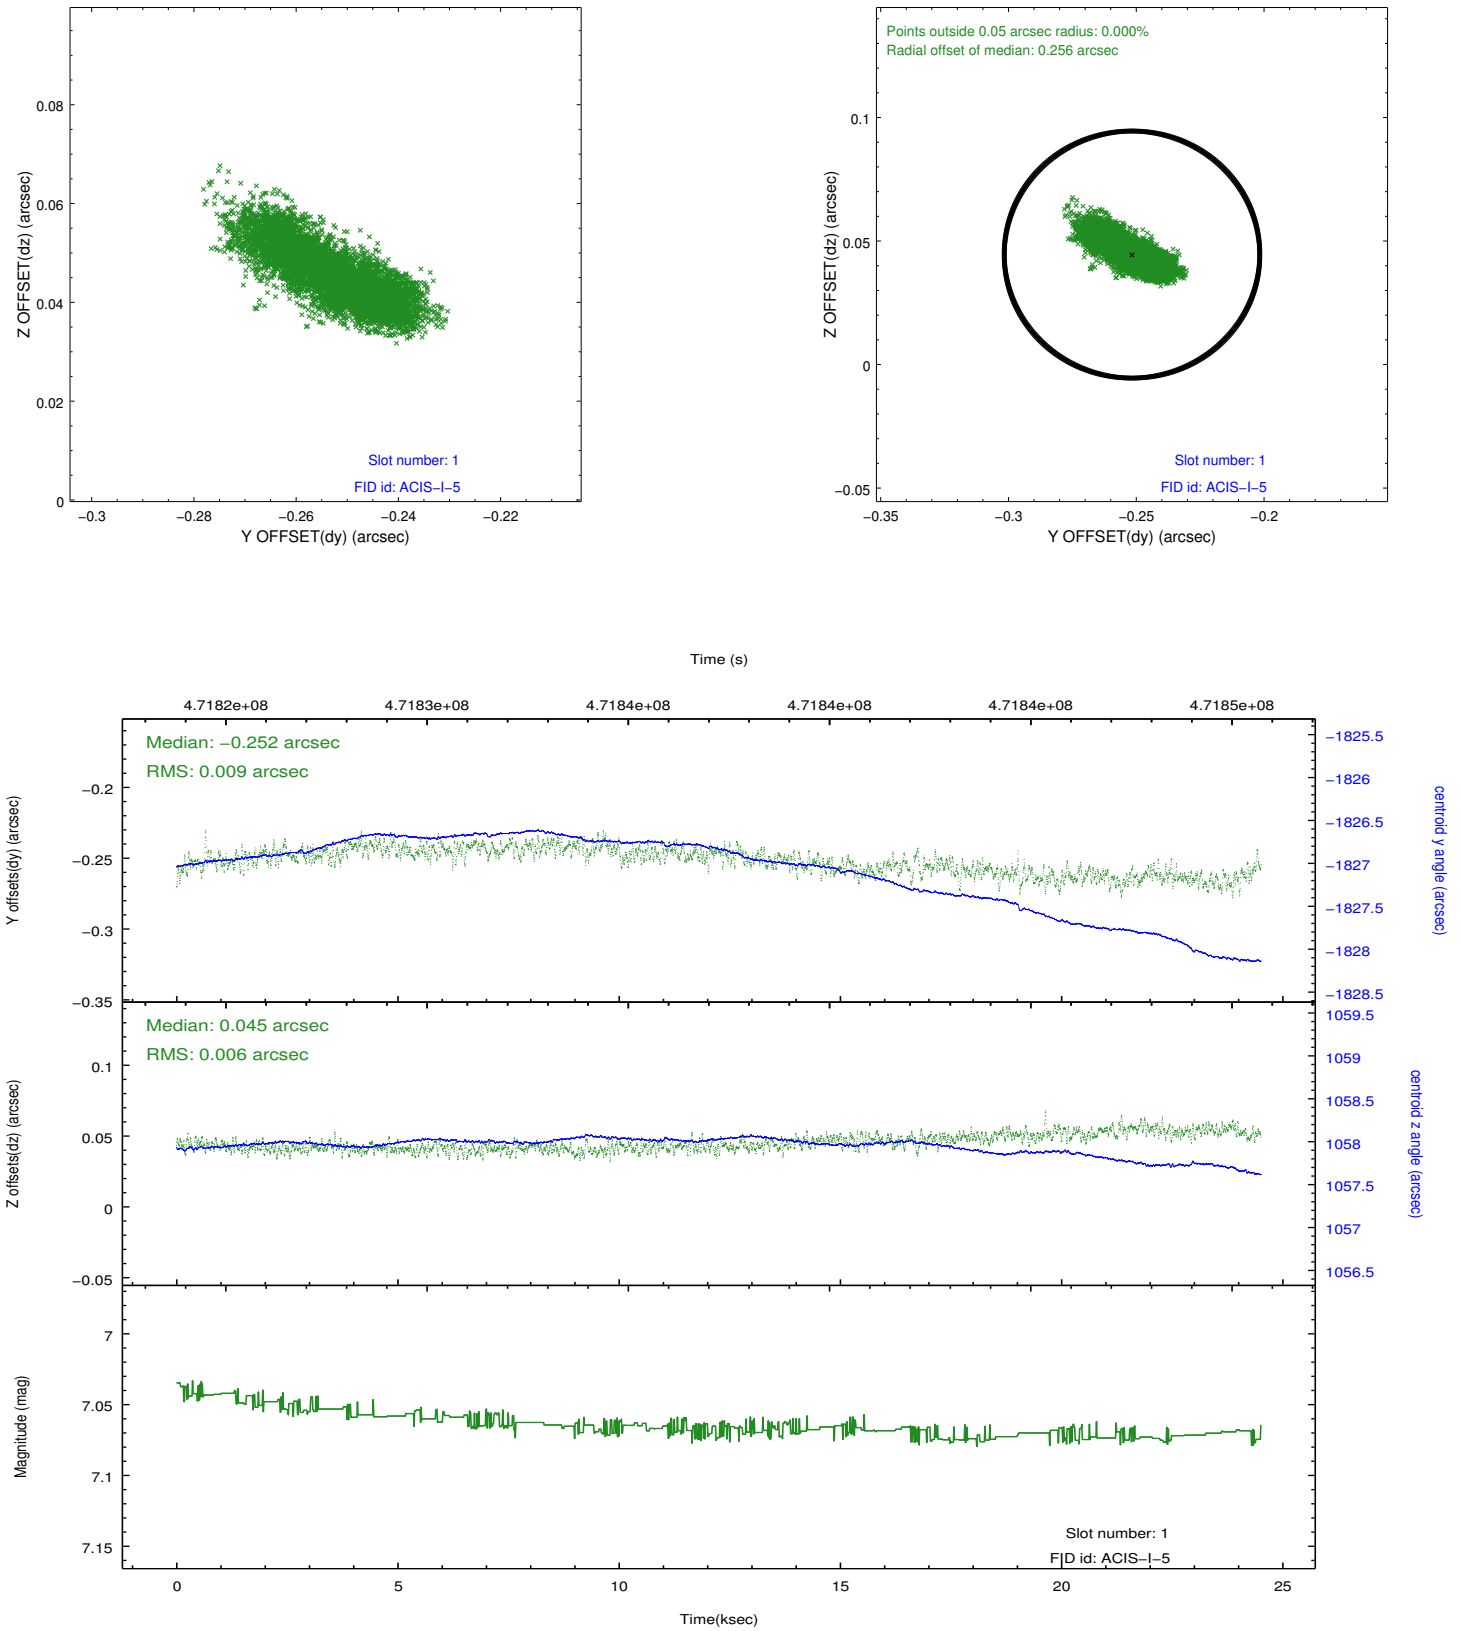 0.08
0.06
0.04
0.02
0
Z OFFSET(dz) (arcsec)
Slot number: 1
FID id: ACIS−I−5
−0.3 −0.28 −0.26 −0.24 −0.22
Y OFFSET(dy) (arcsec)
Points outside 0.05 arcsec radius: 0.000%
Radial offset of median: 0.256 arcsec
0.1
0.05
0
−0.05
Z OFFSET(dz) (arcsec)
Slot number: 1
FID id: ACIS−I−5
−0.35 −0.3 −0.25 −0.2
Y OFFSET(dy) (arcsec)
Time (s)
4.7182e+08 4.7183e+08 4.7184e+08 4.7184e+08 4.7184e+08 4.7185e+08
Median: −0.252 arcsec
RMS: 0.009 arcsec
−0.2
−0.25
−0.3
−0.35
Y offsets(dy) (arcsec)
−1825.5
−1826
−1826.5
−1827
−1827.5
−1828
−1828.5
centroid y angle (arcsec)
Median: 0.045 arcsec
RMS: 0.006 arcsec
0.1
0.05
0
−0.05
Z offsets(dz) (arcsec)
1059.5
1059
1058.5
1058
1057.5
1057
1056.5
centroid z angle (arcsec)
7
7.05
7.1
7.15
Magnitude (mag)
Slot number: 1
FID id: ACIS−I−5
0 5 10 15 20 25
Time(ksec)